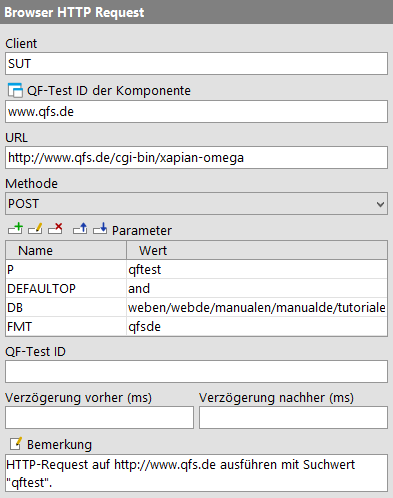 Browser HTTP Request
Client
SUT
QF-Test ID der Komponente
www.qfs.de
URL
http://www.qfs.de/cgi-bin/xapian-omega
Methode
POST
Parameter
Name Wert
P qftest
DEFAULTOP and
DB weben/webde/manualen/manualde/tutoriale
FMT qfsde
QF-Test ID
Verzögerung vorher (ms) Verzögerung nachher (ms)
Bemerkung
HTTP-Request auf http://www.qfs.de ausführen mit Suchwert
"qftest".